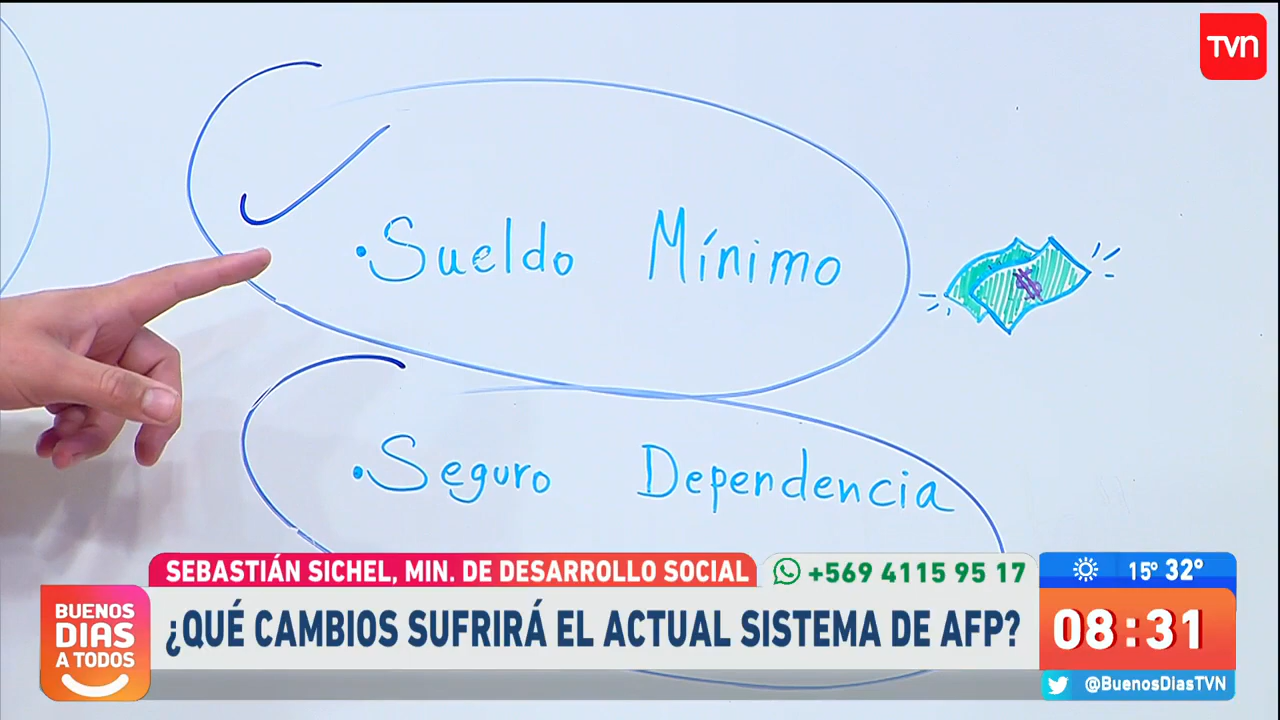 TVN
• Sueldo Mínimo
$
• Seguro Dependencia
SEBASTIÁN SICHEL, MIN. DE DESARROLLO SOCIAL
+569 4115 95 17
15° 32°
BUENOS
DIAS
A TODOS
¿QUÉ CAMBIOS SUFRIRÁ EL ACTUAL SISTEMA DE AFP?
08:31
@BuenosDiasTVN